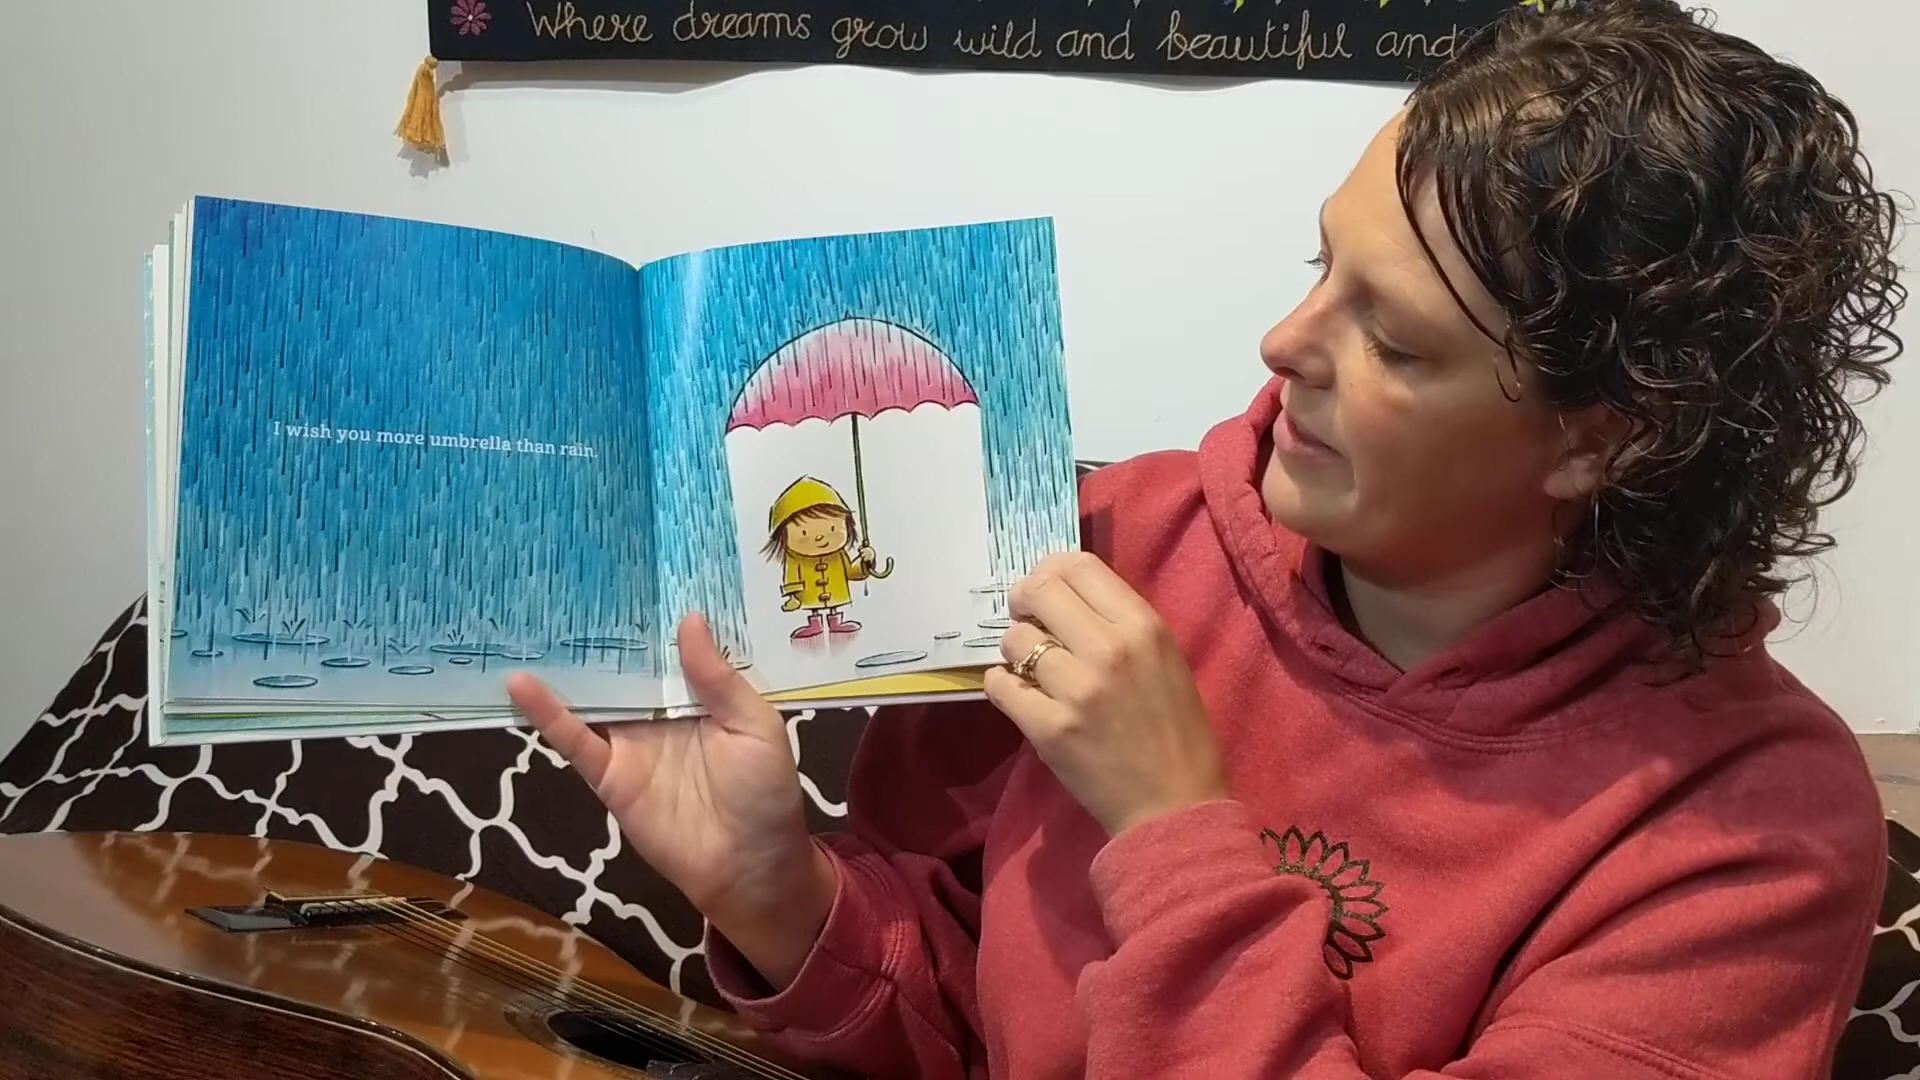 Where dreams grow wild and beautiful and
I wish you more umbrella than rain.